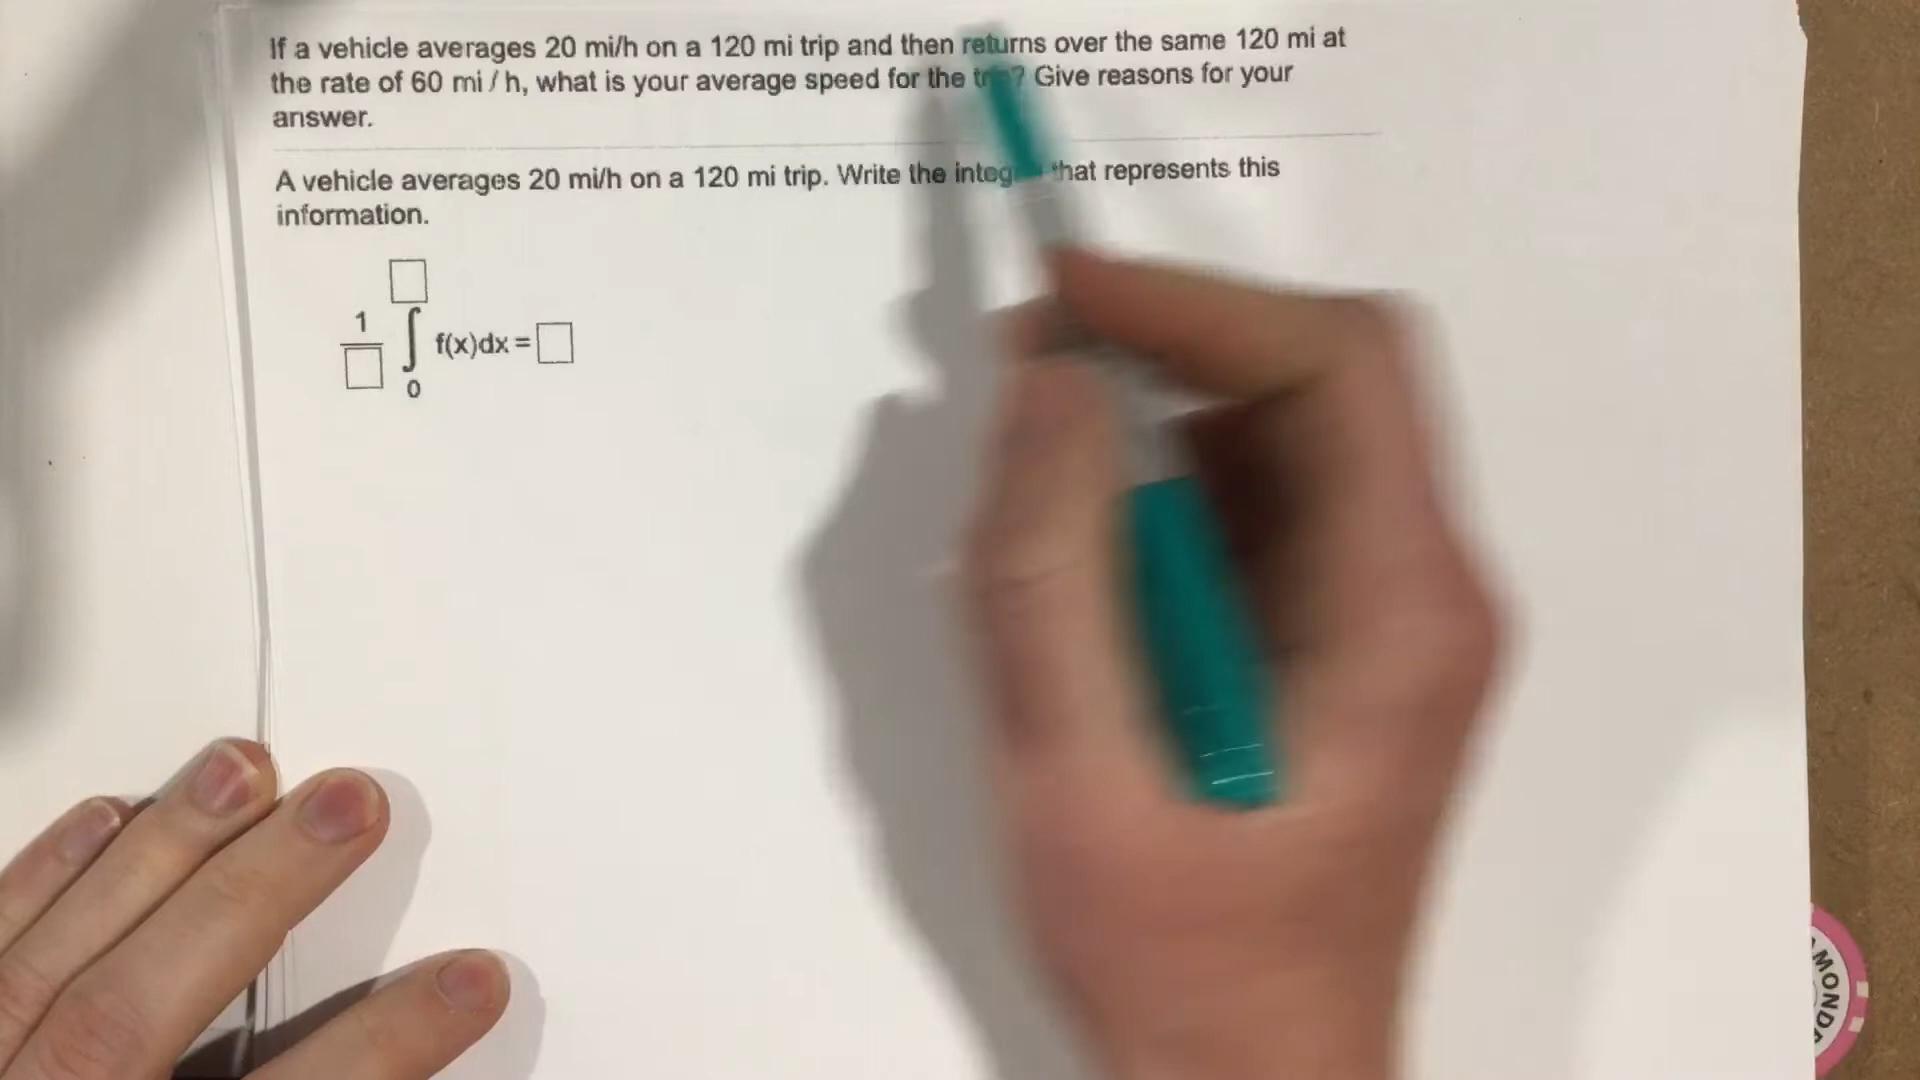 If a vehicle averages 20 mi/h on a 120 mi trip and then returns over the same 120 mi at
the rate of 60 mi / h, what is your average speed for the ? Give reasons for your
answer.
A vehicle averages 20 mi/h on a 120 mi trip. Write the that represents this
information.
1/□ ∫₀^□ f(x)dx = □